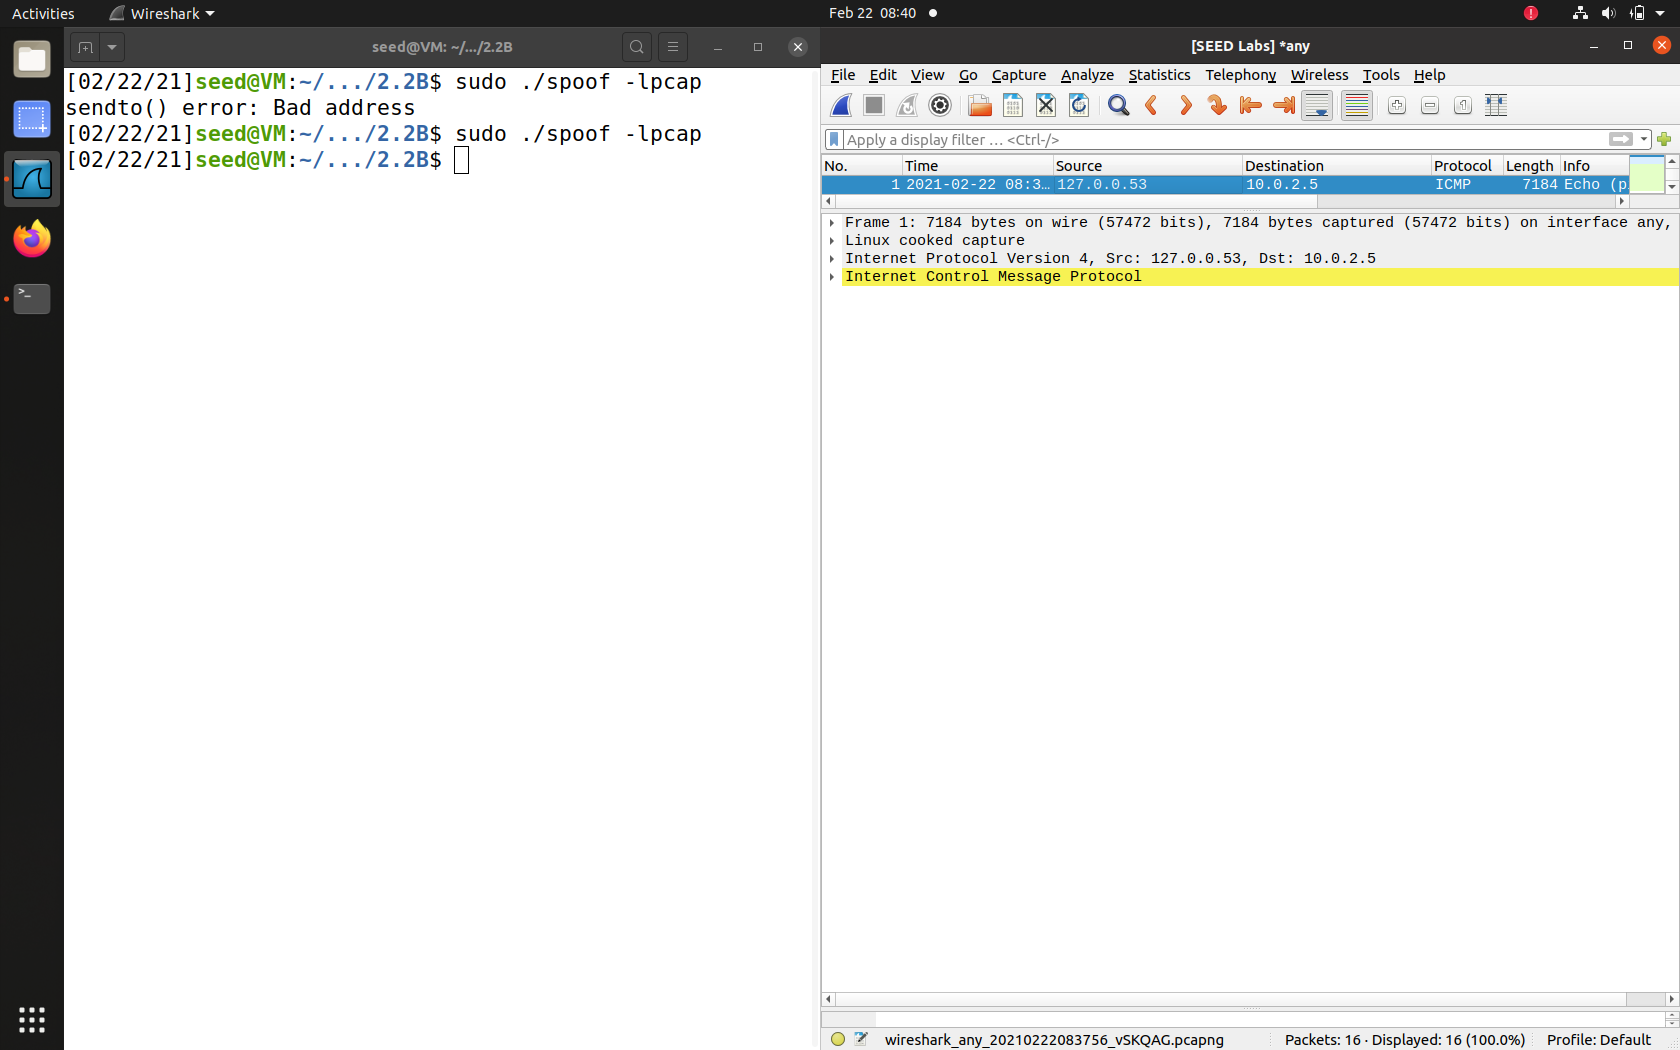 Activities
Wireshark
Feb 22 08:40
seed@VM: ~/.../2.2B
[02/22/21]seed@VM:~/.../2.2B$ sudo ./spoof -lpcap
sendto() error: Bad address
[02/22/21]seed@VM:~/.../2.2B$ sudo ./spoof -lpcap
[02/22/21]seed@VM:~/.../2.2B$
[SEED Labs] *any
File Edit View Go Capture Analyze Statistics Telephony Wireless Tools Help
Apply a display filter … <Ctrl-/>
No. Time Source Destination Protocol Length Info
1 2021-02-22 08:3… 127.0.0.53 10.0.2.5 ICMP 7184 Echo (p
Frame 1: 7184 bytes on wire (57472 bits), 7184 bytes captured (57472 bits) on interface any,
Linux cooked capture
Internet Protocol Version 4, Src: 127.0.0.53, Dst: 10.0.2.5
Internet Control Message Protocol
wireshark_any_20210222083756_vSKQAG.pcapng
Packets: 16 · Displayed: 16 (100.0%)
Profile: Default